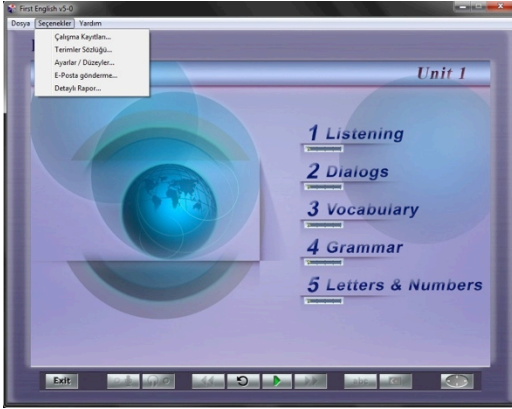 First English v5-0
Dosya Seçenekler Yardım
Çalışma Kayıtları...
Terimler Sözlüğü...
Ayarlar / Düzeyler...
E-Posta gönderme...
Detaylı Rapor...
Unit 1
1 Listening
2 Dialogs
3 Vocabulary
4 Grammar
5 Letters & Numbers
Exit
abc